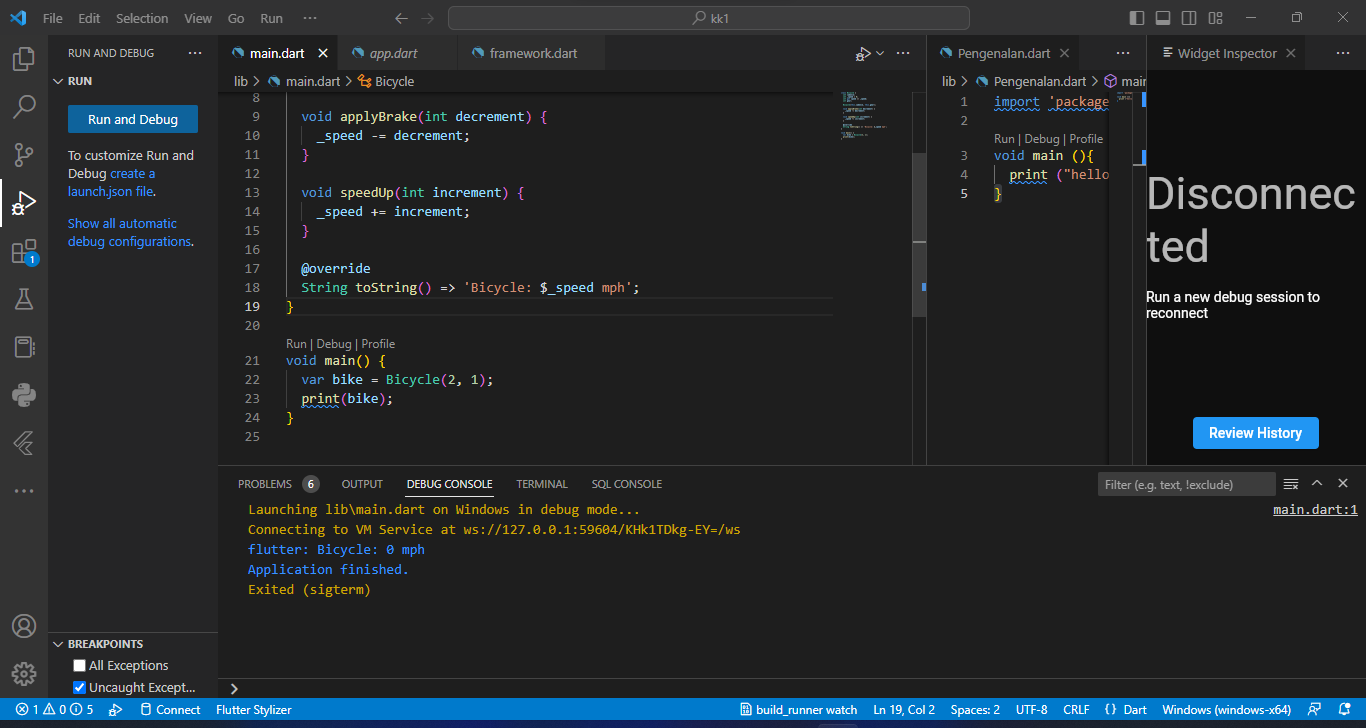 File Edit Selection View Go Run ··· kk1
RUN AND DEBUG ···
RUN
Run and Debug
To customize Run and
Debug create a
launch.json file.
Show all automatic
debug configurations.
1
BREAKPOINTS
All Exceptions
Uncaught Except...
main.dart app.dart framework.dart
lib > main.dart > Bicycle
8
9 void applyBrake(int decrement) {
10 _speed -= decrement;
11 }
12
13 void speedUp(int increment) {
14 _speed += increment;
15 }
16
17 @override
18 String toString() => 'Bicycle: $_speed mph';
19 }
20
Run | Debug | Profile
21 void main() {
22 var bike = Bicycle(2, 1);
23 print(bike);
24 }
25
Pengenalan.dart ···
lib > Pengenalan.dart > main
1 import 'package
2
Run | Debug | Profile
3 void main (){
4 print ("hello
5 }
Widget Inspector ···
Disconnec
ted
Run a new debug session to
reconnect
Review History
PROBLEMS 6 OUTPUT DEBUG CONSOLE TERMINAL SQL CONSOLE Filter (e.g. text, !exclude)
Launching lib\main.dart on Windows in debug mode...
main.dart:1
Connecting to VM Service at ws://127.0.0.1:59604/KHk1TDkg-EY=/ws
flutter: Bicycle: 0 mph
Application finished.
Exited (sigterm)
1 0 5 Connect Flutter Stylizer build_runner watch Ln 19, Col 2 Spaces: 2 UTF-8 CRLF {} Dart Windows (windows-x64)